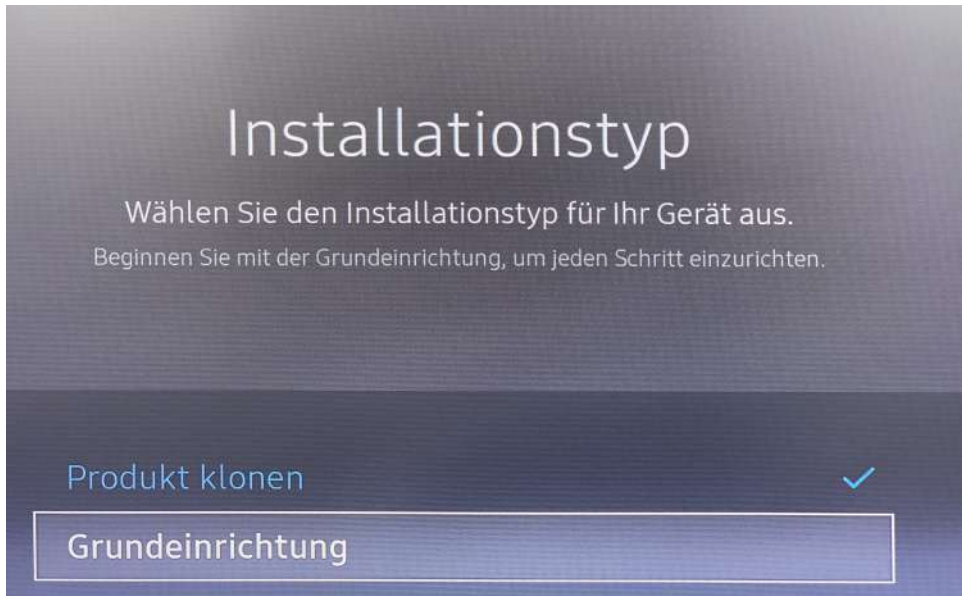 Installationstyp
Wählen Sie den Installationstyp für Ihr Gerät aus.
Beginnen Sie mit der Grundeinrichtung, um jeden Schritt einzurichten.
Produkt klonen
Grundeinrichtung